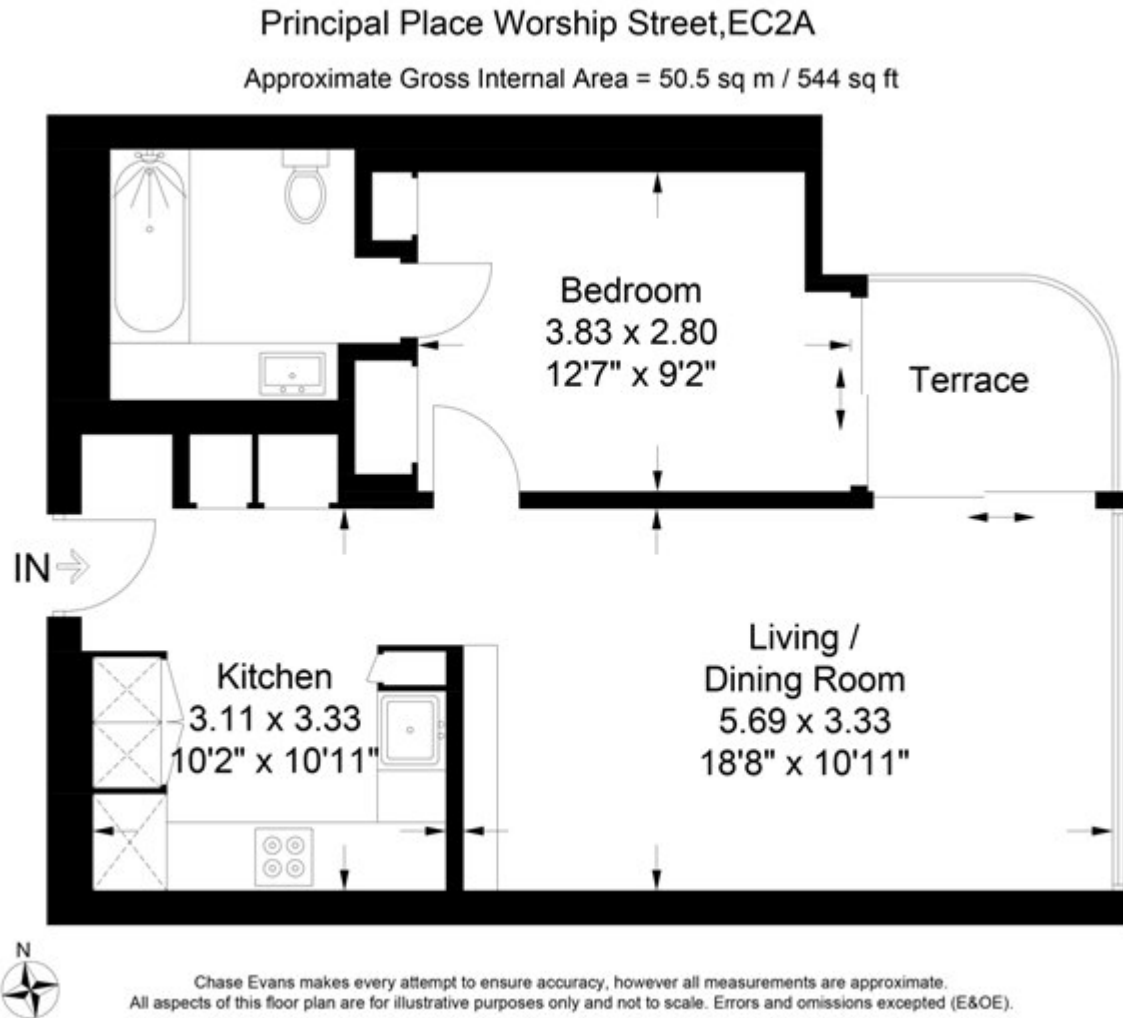 Principal Place Worship Street,EC2A
Approximate Gross Internal Area = 50.5 sq m / 544 sq ft
Bedroom
3.83 x 2.80
12'7" x 9'2"
Terrace
IN
Kitchen
3.11 x 3.33
10'2" x 10'11"
Living /
Dining Room
5.69 x 3.33
18'8" x 10'11"
N
Chase Evans makes every attempt to ensure accuracy, however all measurements are approximate.
All aspects of this floor plan are for illustrative purposes only and not to scale. Errors and omissions excepted (E&OE).